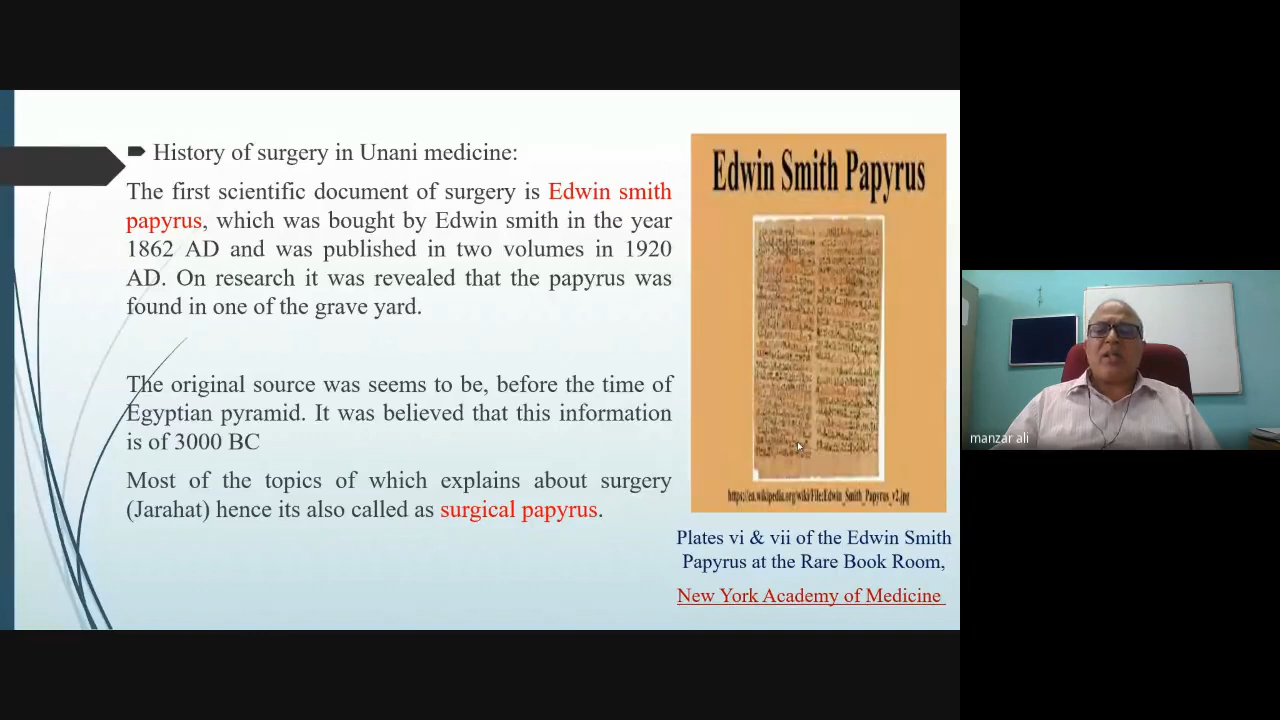 History of surgery in Unani medicine:
The first scientific document of surgery is Edwin smith
papyrus, which was bought by Edwin smith in the year
1862 AD and was published in two volumes in 1920
AD. On research it was revealed that the papyrus was
found in one of the grave yard.
The original source was seems to be, before the time of
Egyptian pyramid. It was believed that this information
is of 3000 BC
Most of the topics of which explains about surgery
(Jarahat) hence its also called as surgical papyrus.
Edwin Smith Papyrus
https://en.wikipedia.org/wiki/File:Edwin_Smith_Papyrus_v2.jpg
Plates vi & vii of the Edwin Smith
Papyrus at the Rare Book Room,
New York Academy of Medicine
manzar ali